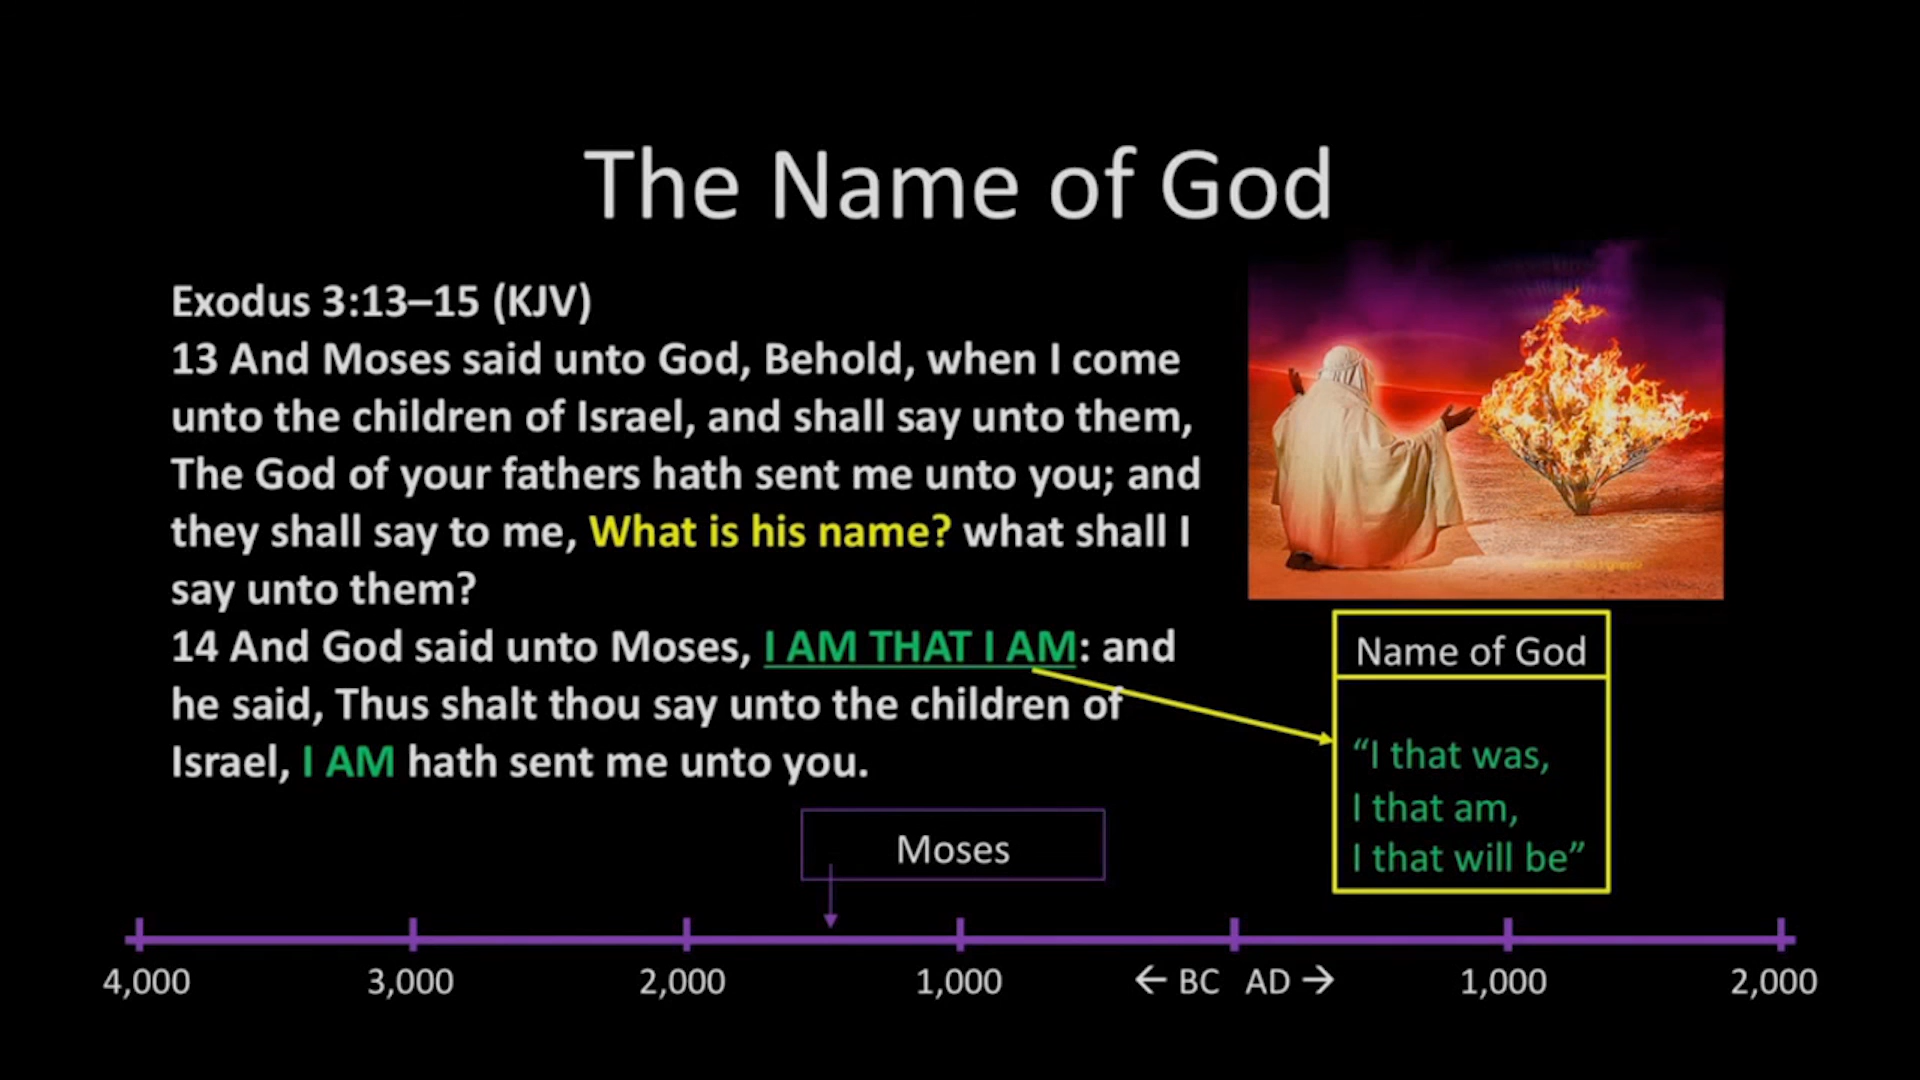 The Name of God
Exodus 3:13–15 (KJV)
13 And Moses said unto God, Behold, when I come
unto the children of Israel, and shall say unto them,
The God of your fathers hath sent me unto you; and
they shall say to me, What is his name? what shall I
say unto them?
14 And God said unto Moses, I AM THAT I AM: and
he said, Thus shalt thou say unto the children of
Israel, I AM hath sent me unto you.
Name of God
“I that was,
I that am,
I that will be”
Moses
4,000 3,000 2,000 1,000 ← BC AD → 1,000 2,000